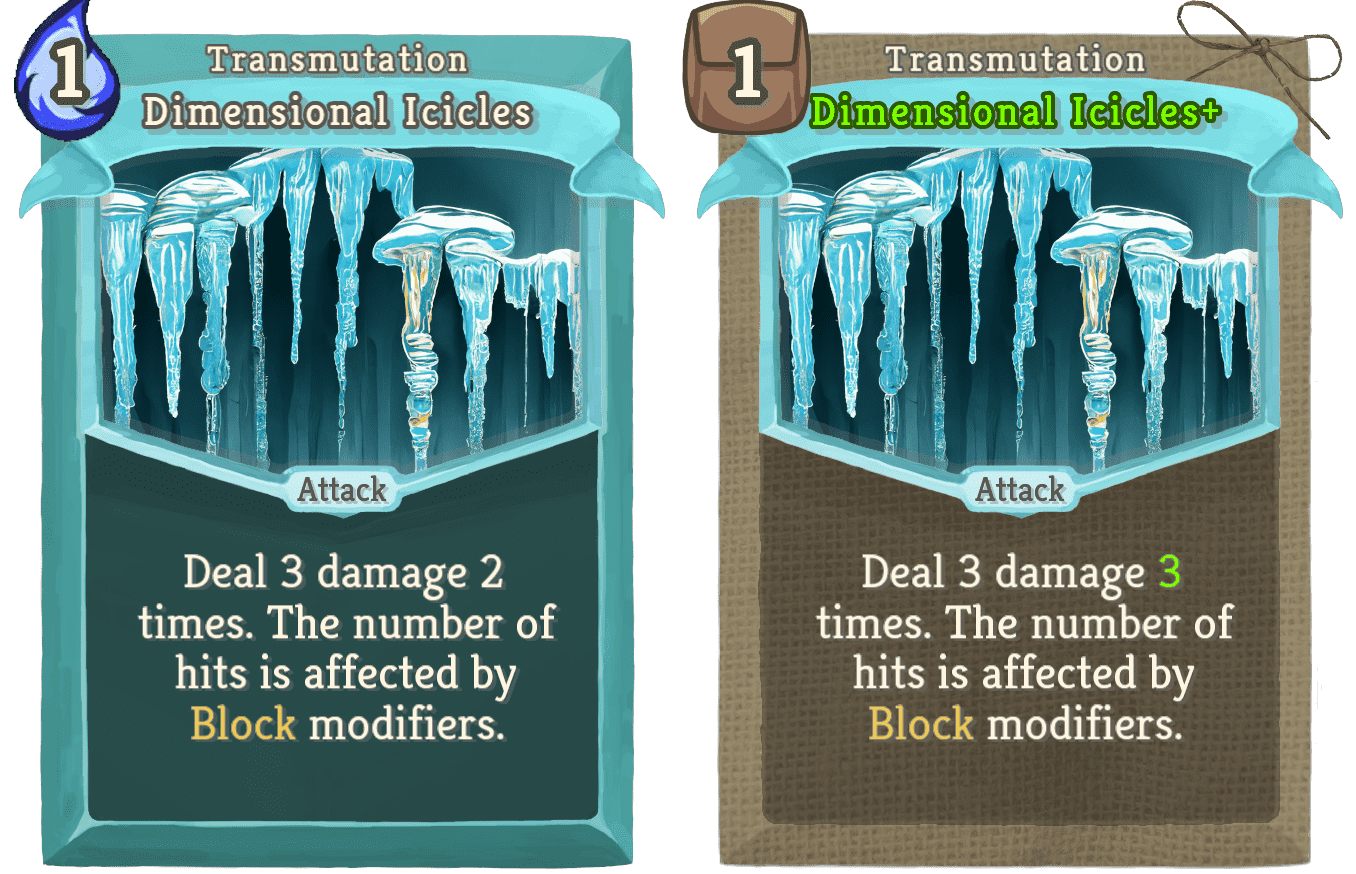 1
Transmutation
Dimensional Icicles
Attack
Deal 3 damage 2
times. The number of
hits is affected by
Block modifiers.
1
Transmutation
Dimensional Icicles+
Attack
Deal 3 damage 3
times. The number of
hits is affected by
Block modifiers.